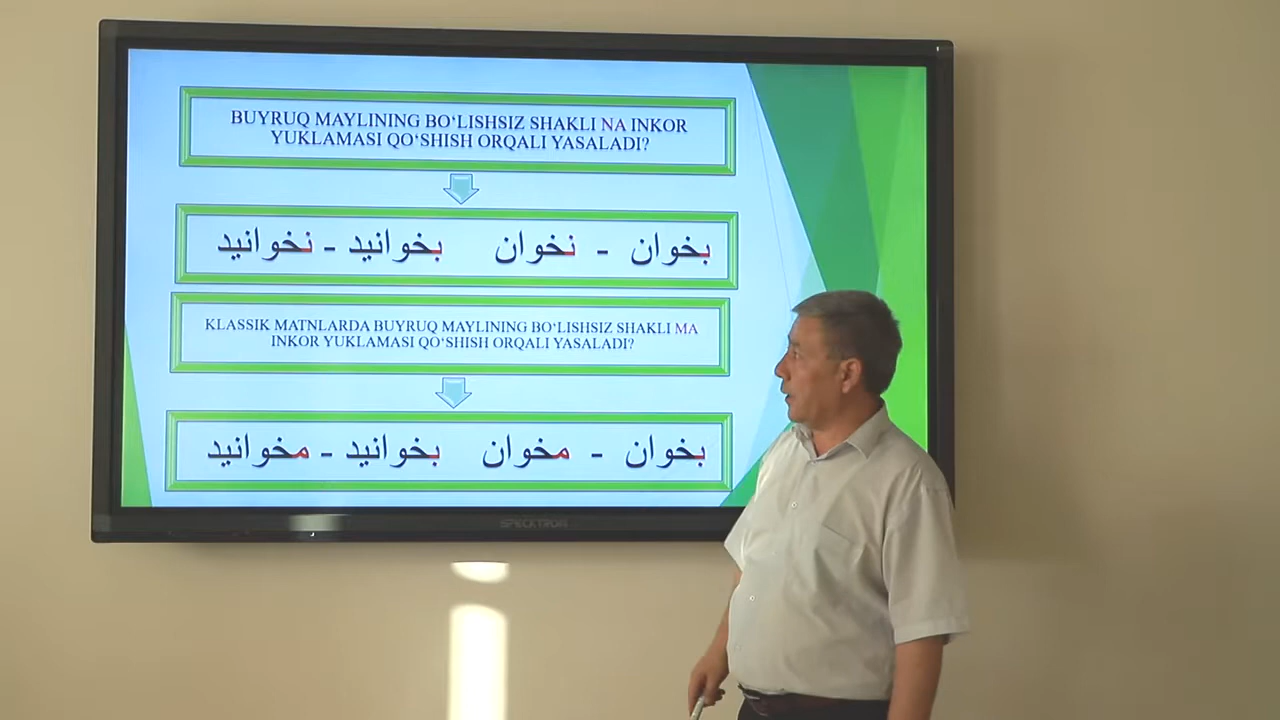 BUYRUQ MAYLINING BO‘LISHSIZ SHAKLI NA INKOR
YUKLAMASI QO‘SHISH ORQALI YASALADI?
بخوان - نخوان بخوانید - نخوانید
KLASSIK MATNLARDA BUYRUQ MAYLINING BO‘LISHSIZ SHAKLI MA
INKOR YUKLAMASI QO‘SHISH ORQALI YASALADI?
بخوان - مخوان بخوانید - مخوانید
SPECKTRON